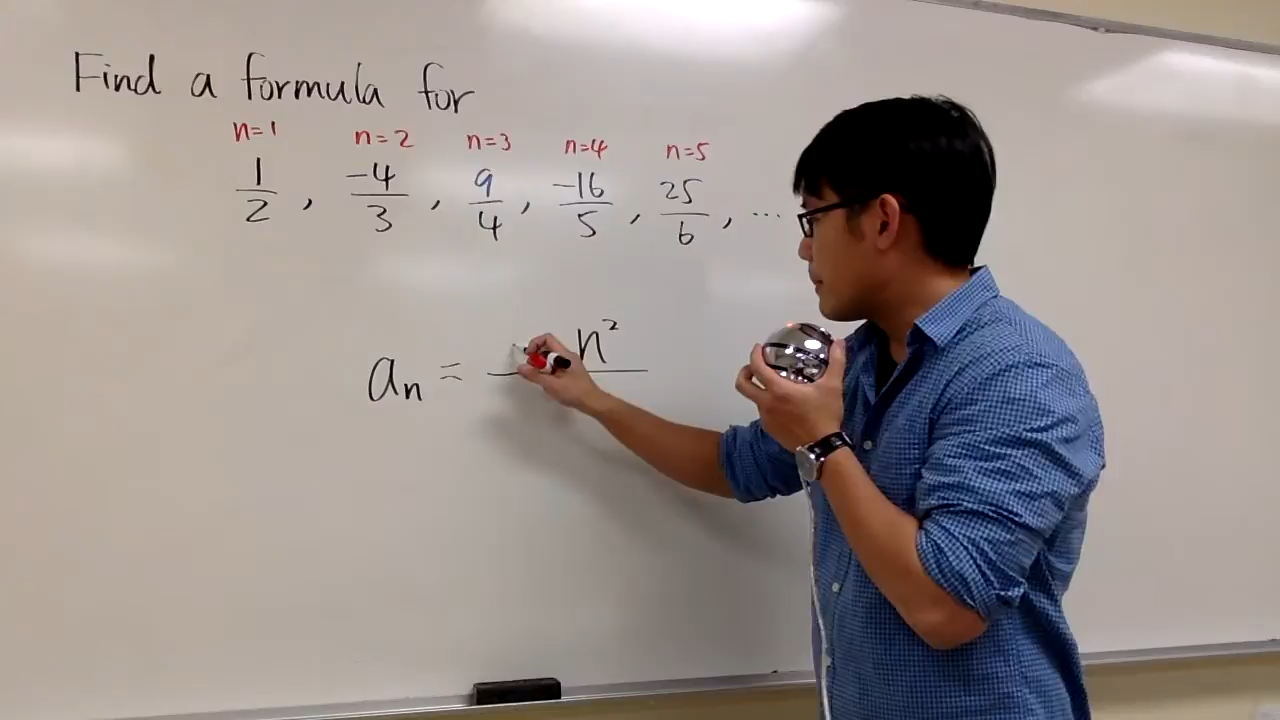 Find a formula for
n=1 n=2 n=3 n=4 n=5
1/2 , -4/3 , 9/4 , -16/5 , 25/6 , ...
aₙ = n²